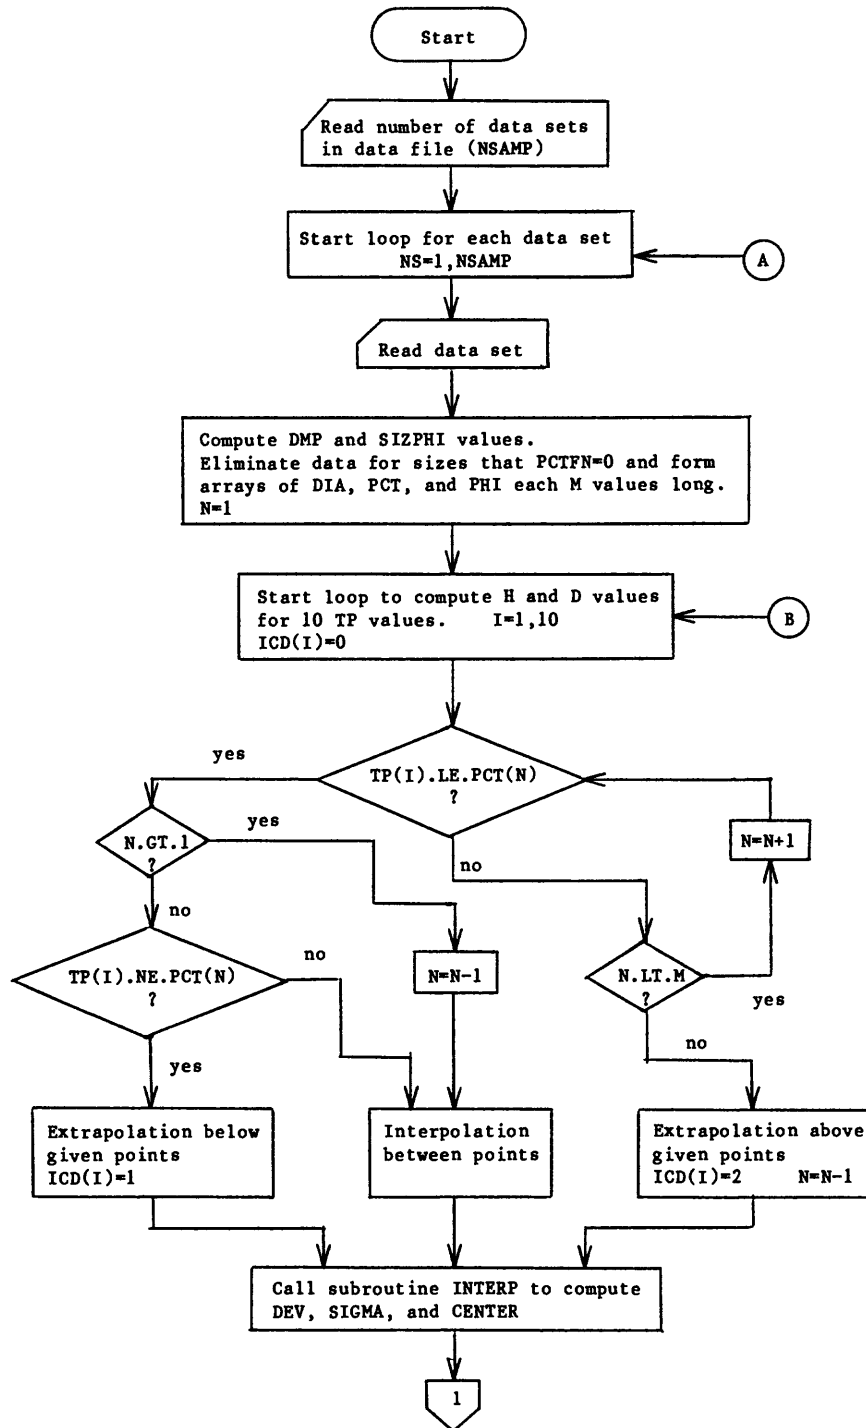 Start
Read number of data sets
in data file (NSAMP)
Start loop for each data set
NS=1,NSAMP
A
Read data set
Compute DMP and SIZPHI values.
Eliminate data for sizes that PCTFN=0 and form
arrays of DIA, PCT, and PHI each M values long.
N=1
Start loop to compute H and D values
for 10 TP values. I=1,10
ICD(I)=0
B
yes
TP(I).LE.PCT(N)
?
N.GT.1
?
yes
no
N=N+1
no
TP(I).NE.PCT(N)
?
no
N=N-1
N.LT.M
?
yes
no
yes
Extrapolation below
given points
ICD(I)=1
Interpolation
between points
Extrapolation above
given points
ICD(I)=2 N=N-1
Call subroutine INTERP to compute
DEV, SIGMA, and CENTER
1